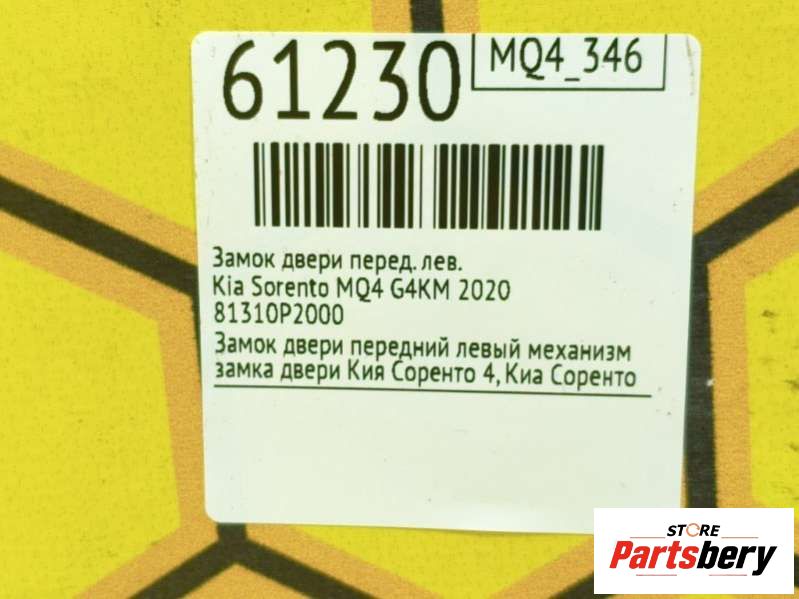 61230
MQ4_346
Замок двери перед. лев.
Kia Sorento MQ4 G4KM 2020
81310P2000
Замок двери передний левый механизм
замка двери Кия Соренто 4, Киа Соренто
STORE
Partsbery